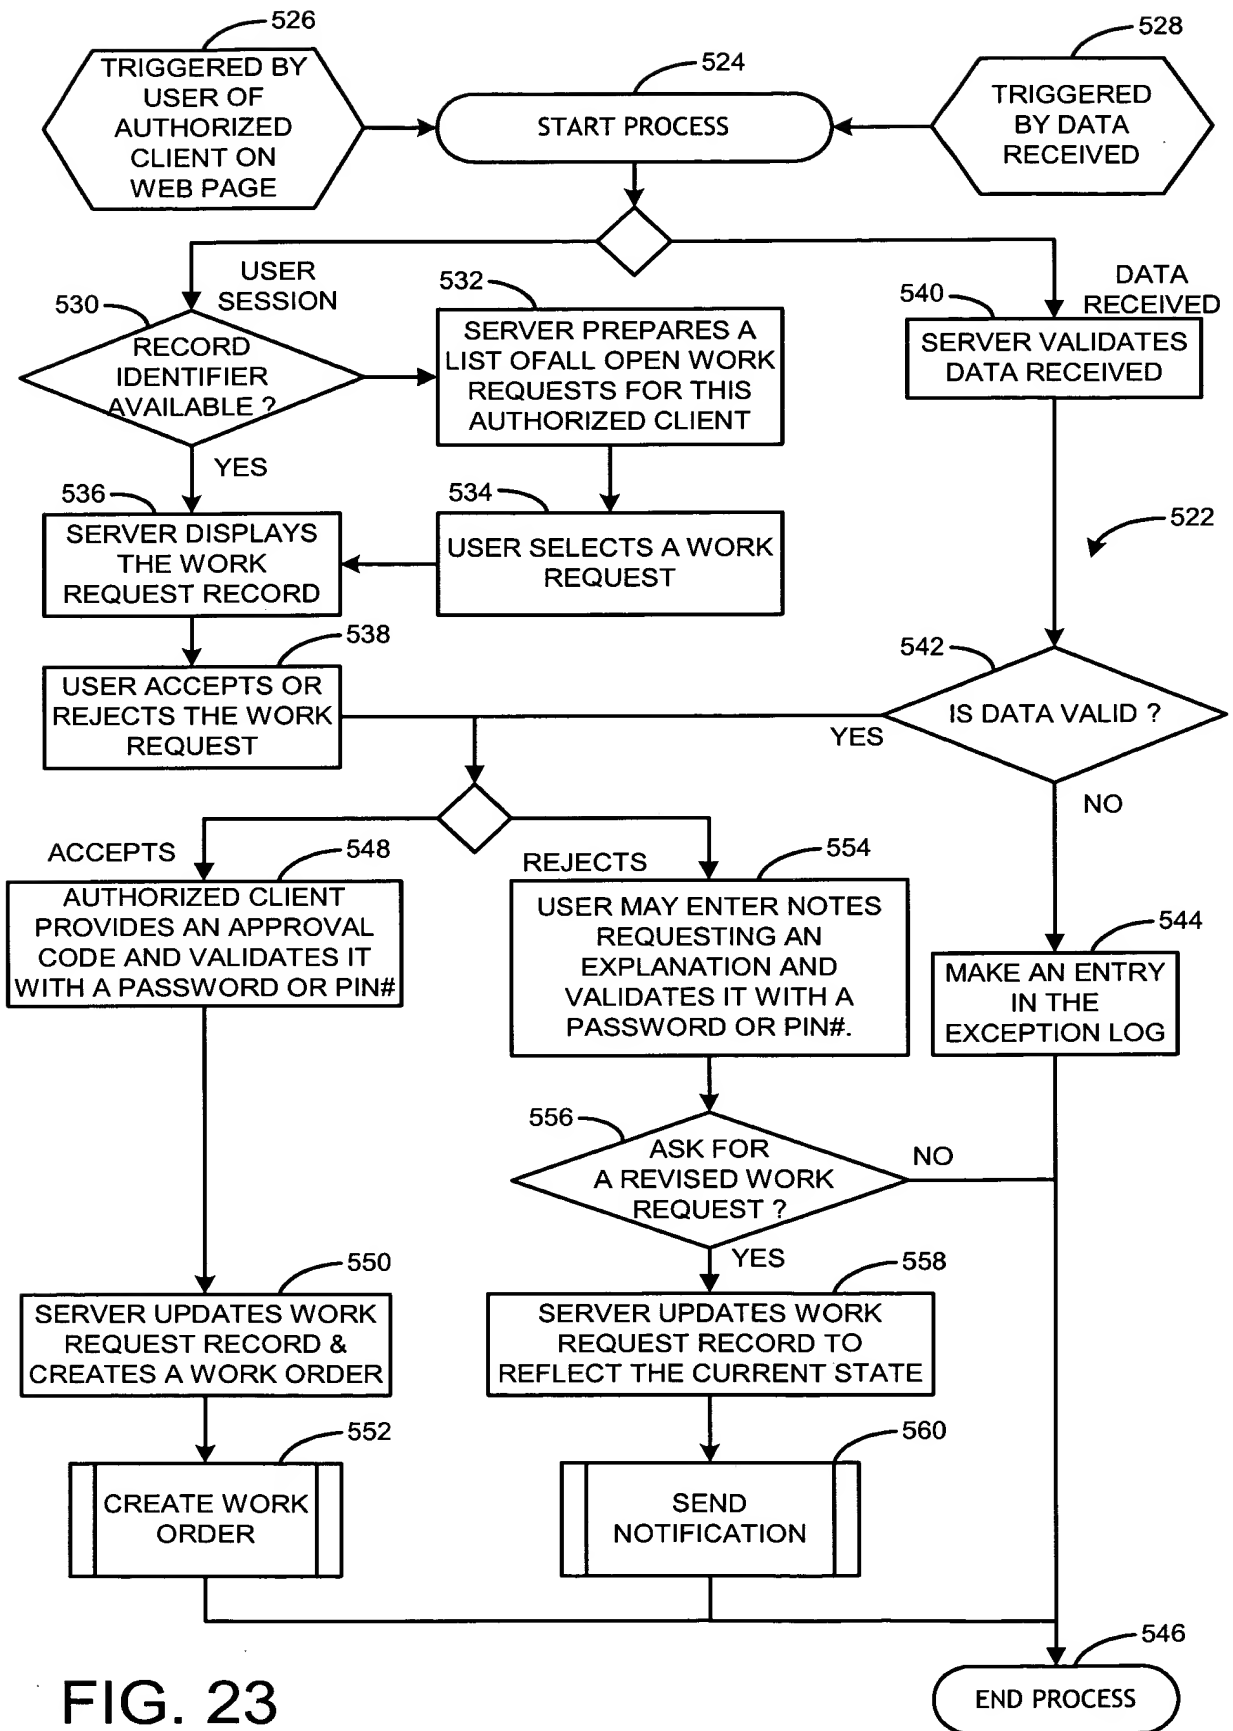 526
TRIGGERED BY
USER OF
AUTHORIZED
CLIENT ON
WEB PAGE
524
START PROCESS
528
TRIGGERED
BY DATA
RECEIVED
USER
SESSION
530
RECORD
IDENTIFIER
AVAILABLE ?
YES
532
SERVER PREPARES A
LIST OFALL OPEN WORK
REQUESTS FOR THIS
AUTHORIZED CLIENT
DATA
RECEIVED
540
SERVER VALIDATES
DATA RECEIVED
536
SERVER DISPLAYS
THE WORK
REQUEST RECORD
534
USER SELECTS A WORK
REQUEST
522
538
USER ACCEPTS OR
REJECTS THE WORK
REQUEST
542
IS DATA VALID ?
YES
NO
ACCEPTS
548
AUTHORIZED CLIENT
PROVIDES AN APPROVAL
CODE AND VALIDATES IT
WITH A PASSWORD OR PIN#
REJECTS
554
USER MAY ENTER NOTES
REQUESTING AN
EXPLANATION AND
VALIDATES IT WITH A
PASSWORD OR PIN#.
544
MAKE AN ENTRY
IN THE
EXCEPTION LOG
556
ASK FOR
A REVISED WORK
REQUEST ?
NO
YES
550
SERVER UPDATES WORK
REQUEST RECORD &
CREATES A WORK ORDER
558
SERVER UPDATES WORK
REQUEST RECORD TO
REFLECT THE CURRENT STATE
552
CREATE WORK
ORDER
560
SEND
NOTIFICATION
546
END PROCESS
FIG. 23